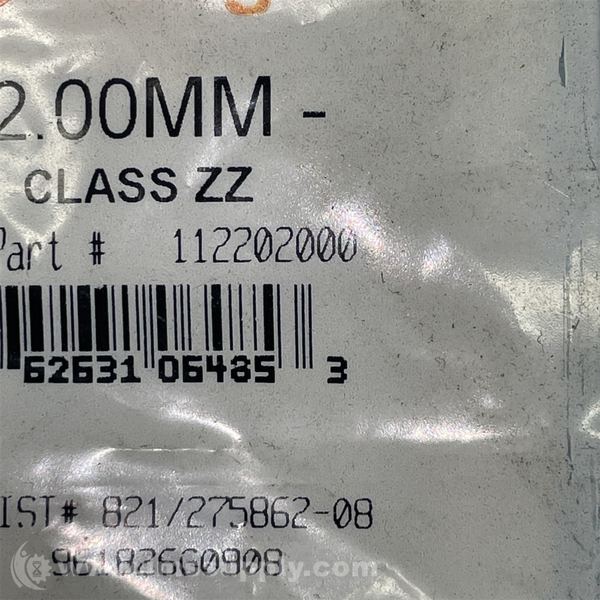 2.00MM -
CLASS ZZ
Part # 112202000
62631 06485 3
IST# 821/275862-08
96182660908